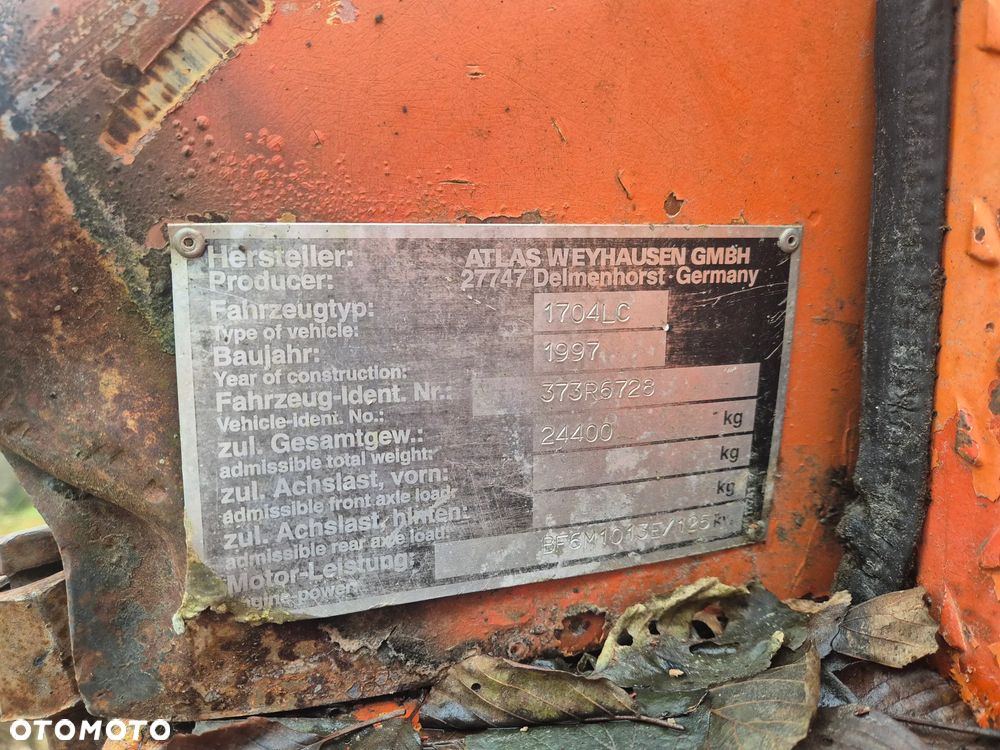 Hersteller: ATLAS WEYHAUSEN GMBH
Producer: 27747 Delmenhorst · Germany
Fahrzeugtyp: 1704LC
Type of vehicle:
Baujahr: 1997
Year of construction:
Fahrzeug-Ident. Nr.: 373R6728
Vehicle-Ident. No.:
zul. Gesamtgew.: 24400 kg
admissible total weight:
zul. Achslast, vorn: kg
admissible front axle load:
zul. Achslast, hinten: kg
admissible rear axle load:
Motor-Leistung: BF6M1013E/125 kw
engine-power:
OTOMOTO